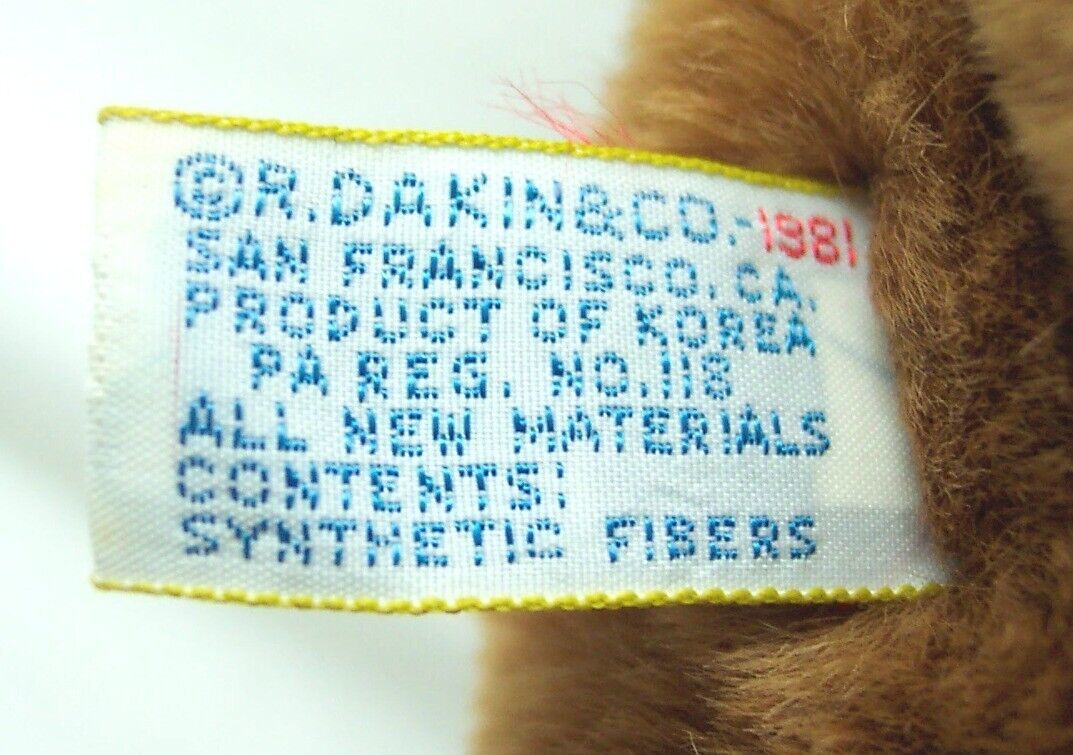 ©R.DAKIN&CO.-1981
SAN FRANCISCO, CA.
PRODUCT OF KOREA
PA REG. NO.118
ALL NEW MATERIALS
CONTENTS:
SYNTHETIC FIBERS